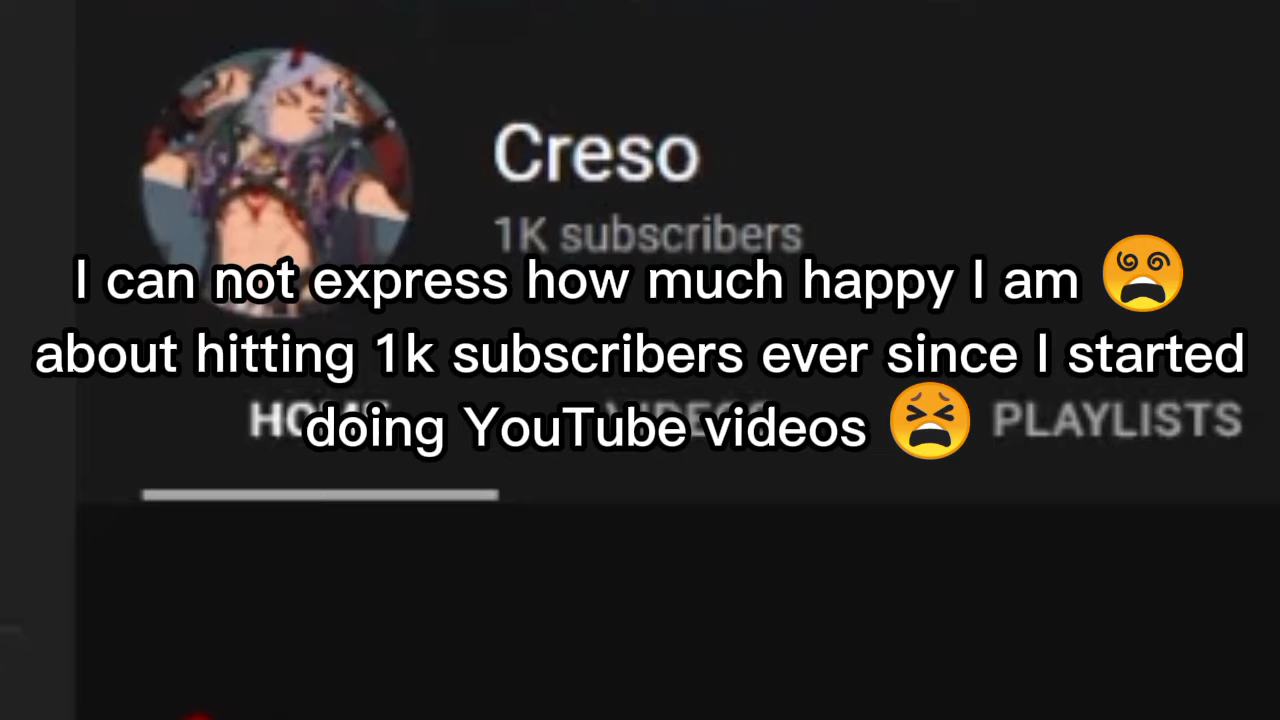 Creso
1K subscribers
I can not express how much happy I am 😵‍💫
about hitting 1k subscribers ever since I started
doing YouTube videos 😫
PLAYLISTS